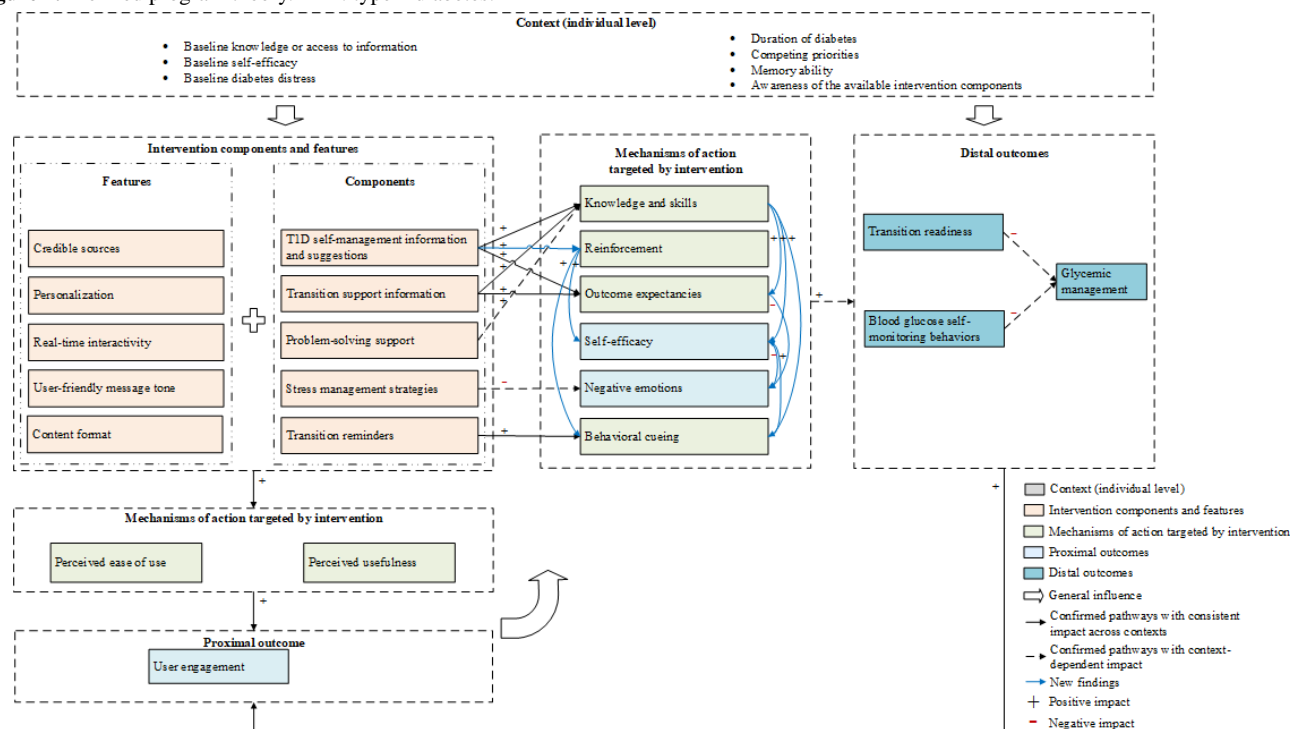 Context (individual level)
• Baseline knowledge or access to information
• Baseline self-efficacy
• Baseline diabetes distress
• Duration of diabetes
• Competing priorities
• Memory ability
• Awareness of the available intervention components
Intervention components and features
Features
Credible sources
Personalization
Real-time interactivity
User-friendly message tone
Content format
Components
T1D self-management information
and suggestions
Transition support information
Problem-solving support
Stress management strategies
Transition reminders
Mechanisms of action
targeted by intervention
Knowledge and skills
Reinforcement
Outcome expectancies
Self-efficacy
Negative emotions
Behavioral cueing
Distal outcomes
Transition readiness
Blood glucose self-
monitoring behaviors
Glycemic
management
Mechanisms of action targeted by intervention
Perceived ease of use
Perceived usefulness
Proximal outcome
User engagement
Context (individual level)
Intervention components and features
Mechanisms of action targeted by intervention
Proximal outcomes
Distal outcomes
General influence
Confirmed pathways with consistent
impact across contexts
Confirmed pathways with context-
dependent impact
New findings
+ Positive impact
- Negative impact